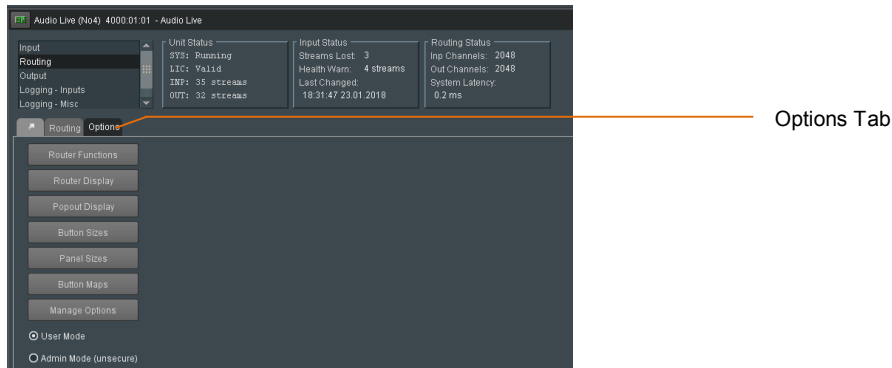 Audio Live (No4) 4000:01:01 - Audio Live
Input
Routing
Output
Logging - Inputs
Logging - Misc
Unit Status
SYS: Running
LIC: Valid
INP: 35 streams
OUT: 32 streams
Input Status
Streams Lost: 3
Health Warn: 4 streams
Last Changed:
18:31:47 23.01.2018
Routing Status
Inp Channels: 2048
Out Channels: 2048
System Latency:
0.2 ms
Routing Options
Options Tab
Router Functions
Router Display
Popout Display
Button Sizes
Panel Sizes
Button Maps
Manage Options
User Mode
Admin Mode (unsecure)